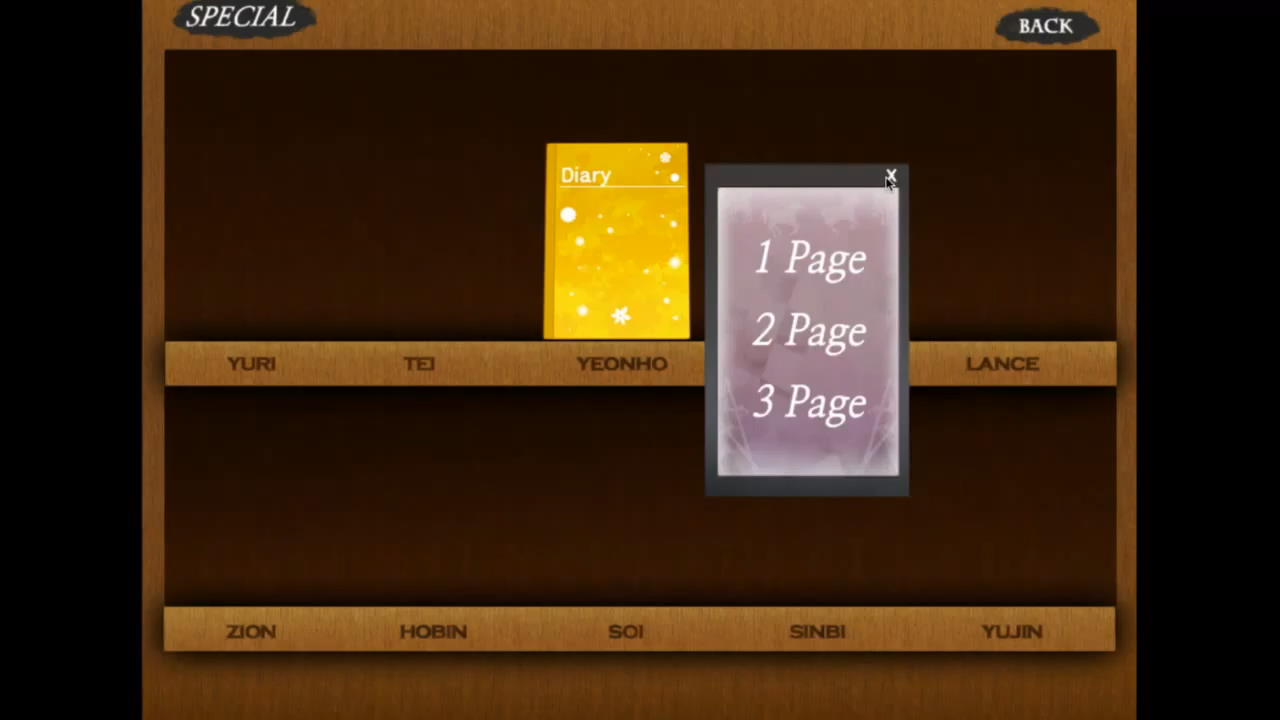 SPECIAL
BACK
Diary
X
1 Page
2 Page
3 Page
YURI
TEI
YEONHO
LANCE
ZION
HOBIN
SOI
SINBI
YUJIN